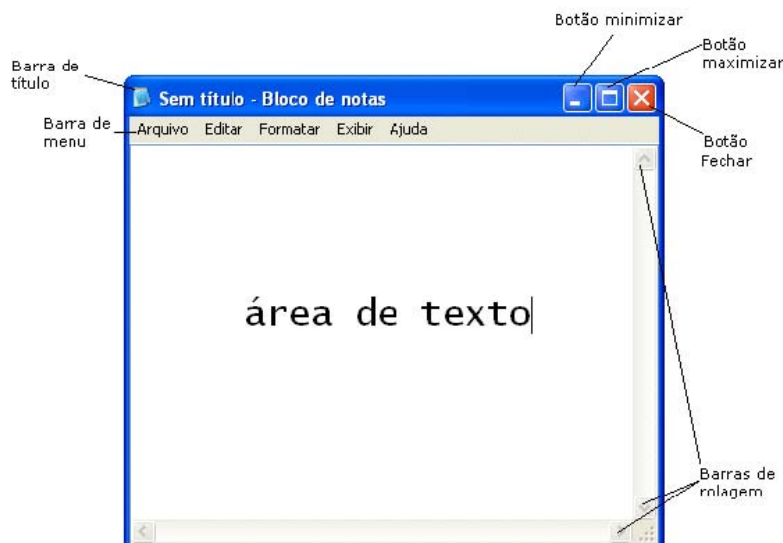 Botão minimizar
Botão
maximizar
Barra de
título
Sem título - Bloco de notas
Barra de
menu
Arquivo Editar Formatar Exibir Ajuda
Botão
Fechar
área de texto
Barras de
rolagem